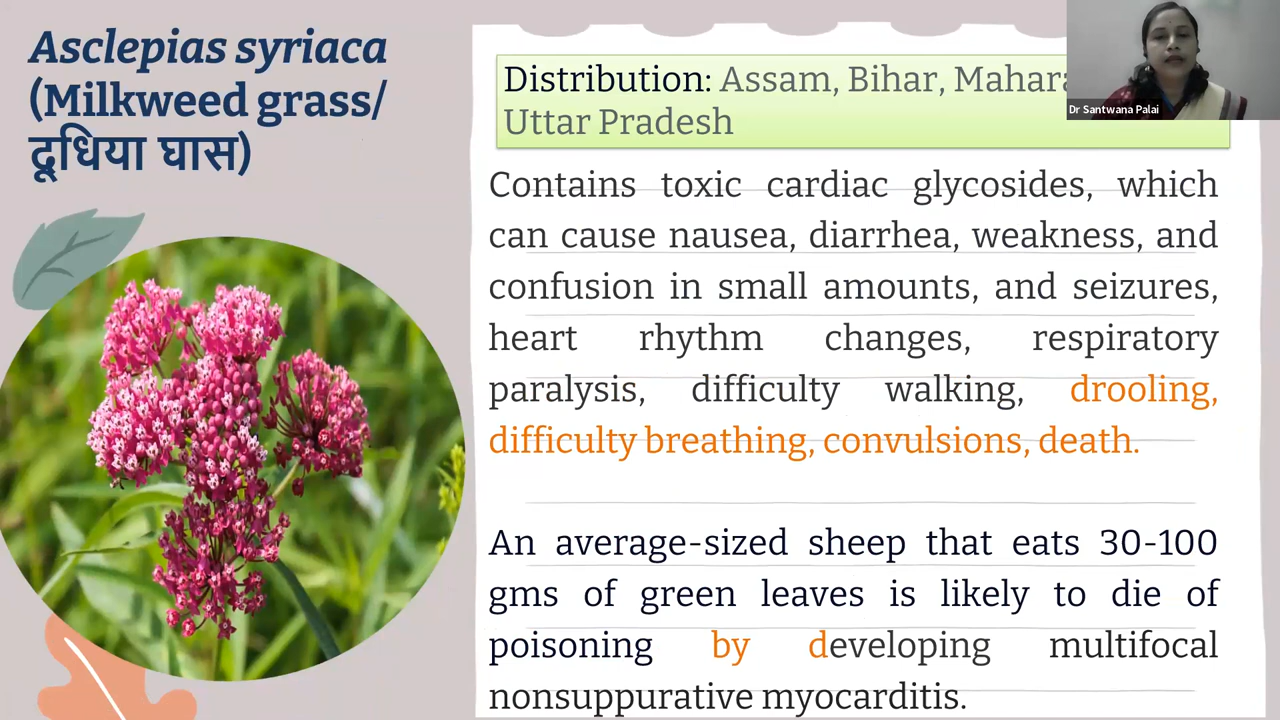 Asclepias syriaca
(Milkweed grass/
दूधिया घास)
Distribution: Assam, Bihar,
Uttar Pradesh
Dr Santwana Palai
Contains toxic cardiac glycosides, which
can cause nausea, diarrhea, weakness, and
confusion in small amounts, and seizures,
heart rhythm changes, respiratory
paralysis, difficulty walking, drooling,
difficulty breathing, convulsions, death.
An average-sized sheep that eats 30-100
gms of green leaves is likely to die of
poisoning by developing multifocal
nonsuppurative myocarditis.